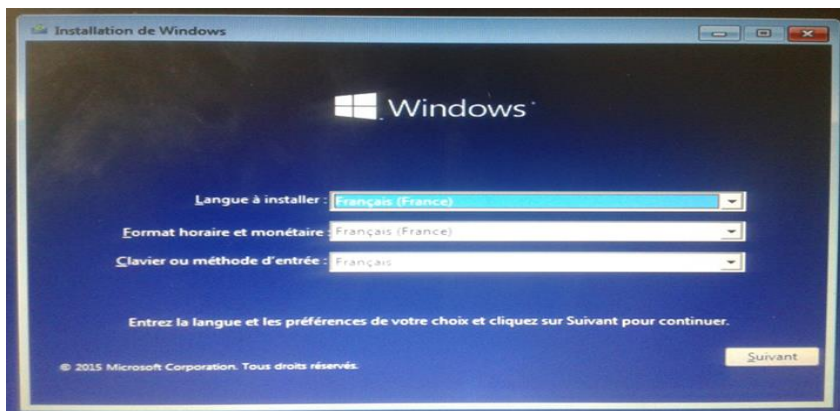 Installation de Windows
Windows
Langue à installer : Français (France)
Format horaire et monétaire : Français (France)
Clavier ou méthode d'entrée : Français
Entrez la langue et les préférences de votre choix et cliquez sur Suivant pour continuer.
Suivant
© 2015 Microsoft Corporation. Tous droits réservés.